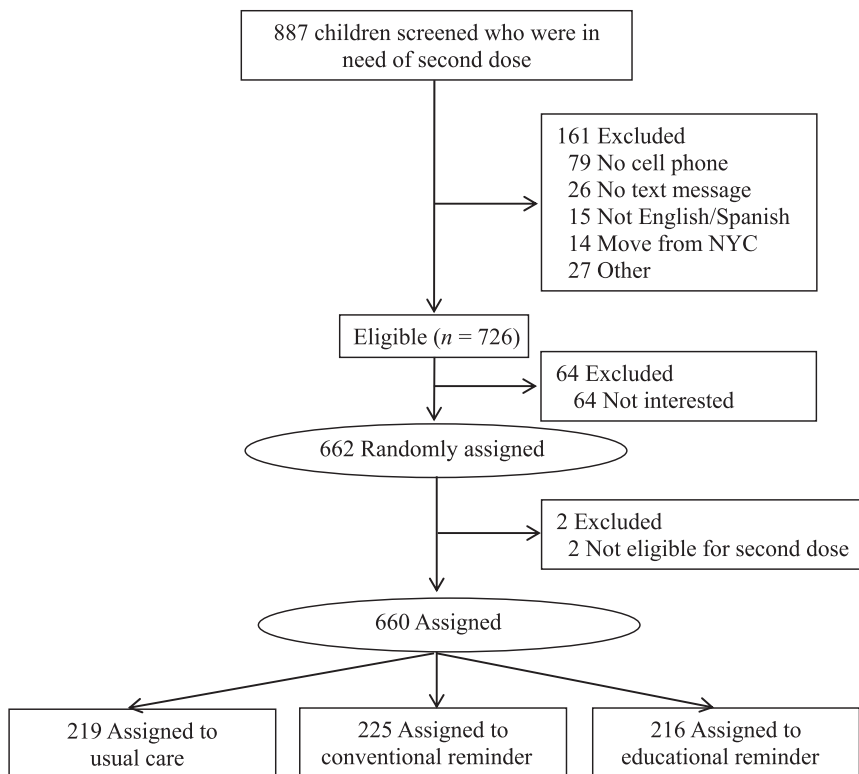 887 children screened who were in
need of second dose
161 Excluded
79 No cell phone
26 No text message
15 Not English/Spanish
14 Move from NYC
27 Other
Eligible (n = 726)
64 Excluded
64 Not interested
662 Randomly assigned
2 Excluded
2 Not eligible for second dose
660 Assigned
219 Assigned to
usual care
225 Assigned to
conventional reminder
216 Assigned to
educational reminder